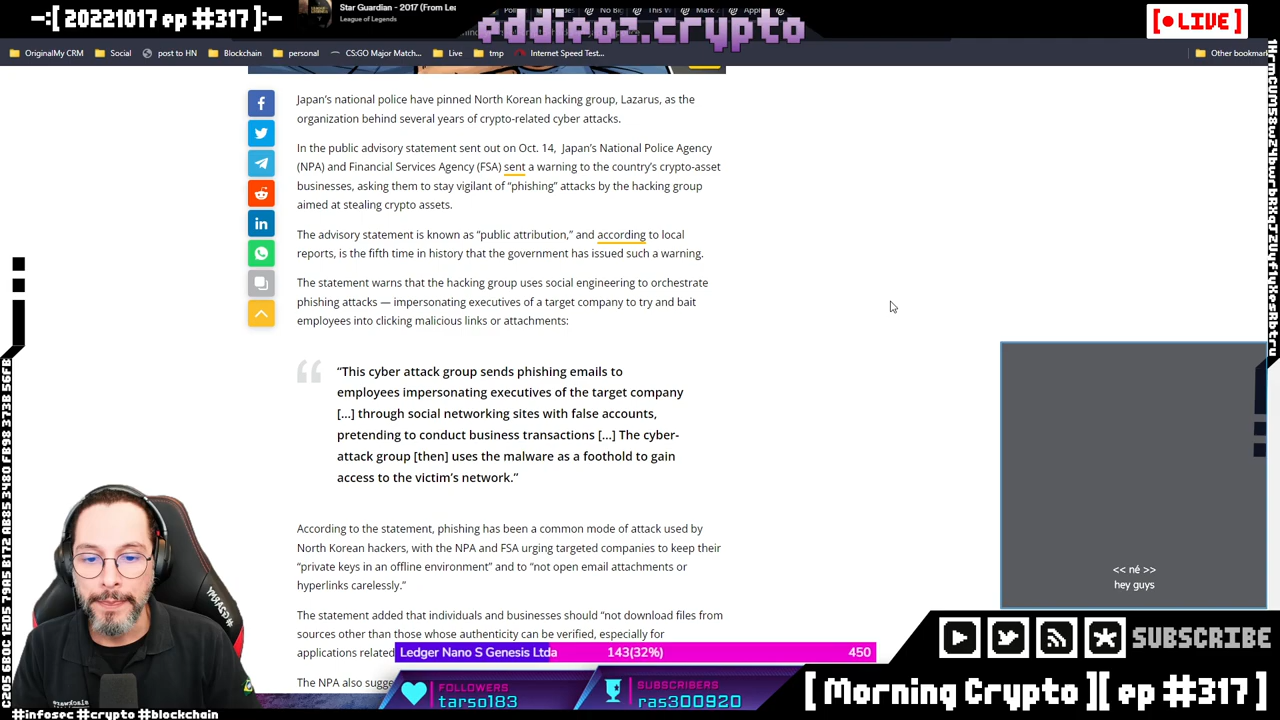 -:[ 20221017 ep #317 ]:-
Star Guardian - 2017 (From Lea
League of Legends
eddieoz.crypto
[ LIVE ]
OriginalMy CRM
Social
post to HN
Blockchain
personal
CS:GO Major Match...
Live
tmp
Internet Speed Test...
Other bookmar
Japan's national police have pinned North Korean hacking group, Lazarus, as the
organization behind several years of crypto-related cyber attacks.
In the public advisory statement sent out on Oct. 14, Japan's National Police Agency
(NPA) and Financial Services Agency (FSA) sent a warning to the country's crypto-asset
businesses, asking them to stay vigilant of "phishing" attacks by the hacking group
aimed at stealing crypto assets.
The advisory statement is known as "public attribution," and according to local
reports, is the fifth time in history that the government has issued such a warning.
The statement warns that the hacking group uses social engineering to orchestrate
phishing attacks — impersonating executives of a target company to try and bait
employees into clicking malicious links or attachments:
"This cyber attack group sends phishing emails to
employees impersonating executives of the target company
[...] through social networking sites with false accounts,
pretending to conduct business transactions [...] The cyber-
attack group [then] uses the malware as a foothold to gain
access to the victim's network."
According to the statement, phishing has been a common mode of attack used by
North Korean hackers, with the NPA and FSA urging targeted companies to keep their
"private keys in an offline environment" and to "not open email attachments or
hyperlinks carelessly."
The statement added that individuals and businesses should "not download files from
sources other than those whose authenticity can be verified, especially for
applications related
The NPA also sugge
<< né >>
hey guys
Ledger Nano S Genesis Ltda
143(32%)
450
FOLLOWERS
tarso183
SUBSCRIBERS
ras300920
SUBSCRIBE
[ Morning Crypto ][ ep #317 ]
#infosec #crypto #blockchain